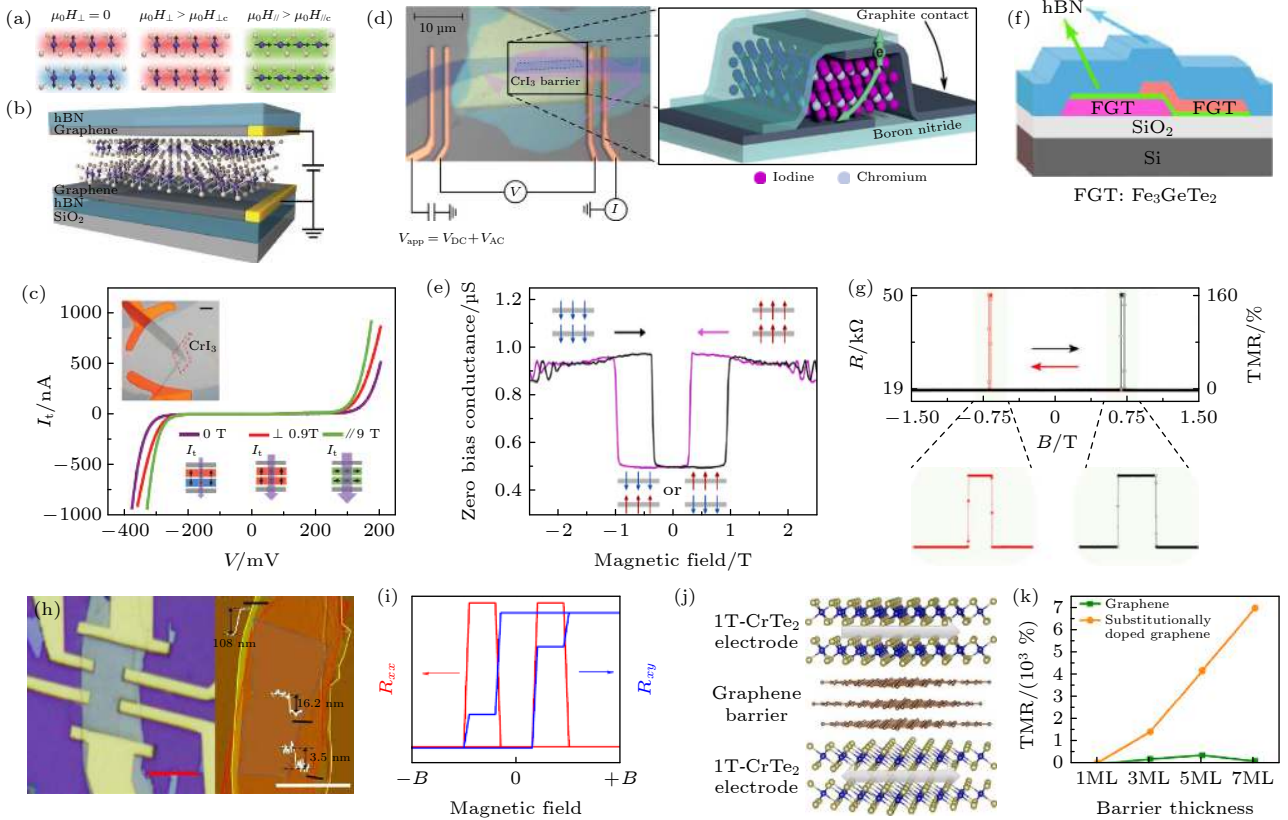 (a)
μ₀H⊥ = 0
μ₀H⊥ > μ₀H⊥c
μ₀H∥ > μ₀H∥c
(b)
hBN
Graphene
Graphene
hBN
SiO₂
(c)
1000
500
0
−500
−1000
Iₜ/nA
CrI₃
0 T
⊥ 0.9T
∥9 T
Iₜ
Iₜ
Iₜ
−400
−200
0
200
V/mV
(d)
10 μm
CrI₃ barrier
V
I
V_app = V_DC + V_AC
Graphite contact
e
Boron nitride
Iodine
Chromium
(e)
Zero bias conductance/μS
1.2
1.0
0.8
0.6
0.4
or
−2
−1
0
1
2
Magnetic field/T
(f)
hBN
FGT
FGT
SiO₂
Si
FGT: Fe₃GeTe₂
(g)
50
19
R/kΩ
160
0
TMR/%
−1.50
−0.75
0
0.75
1.50
B/T
(h)
108 nm
16.2 nm
3.5 nm
(i)
Rxx
Rxy
−B
0
+B
Magnetic field
(j)
1T-CrTe₂
electrode
Graphene
barrier
1T-CrTe₂
electrode
(k)
TMR/(10³ %)
7
6
5
4
3
2
1
0
Graphene
Substitutionally
doped graphene
1ML
3ML
5ML
7ML
Barrier thickness